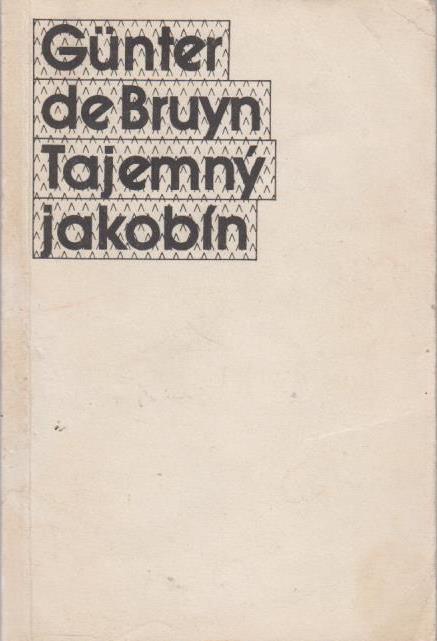 Günter
de Bruyn
Tajemný
jakobín